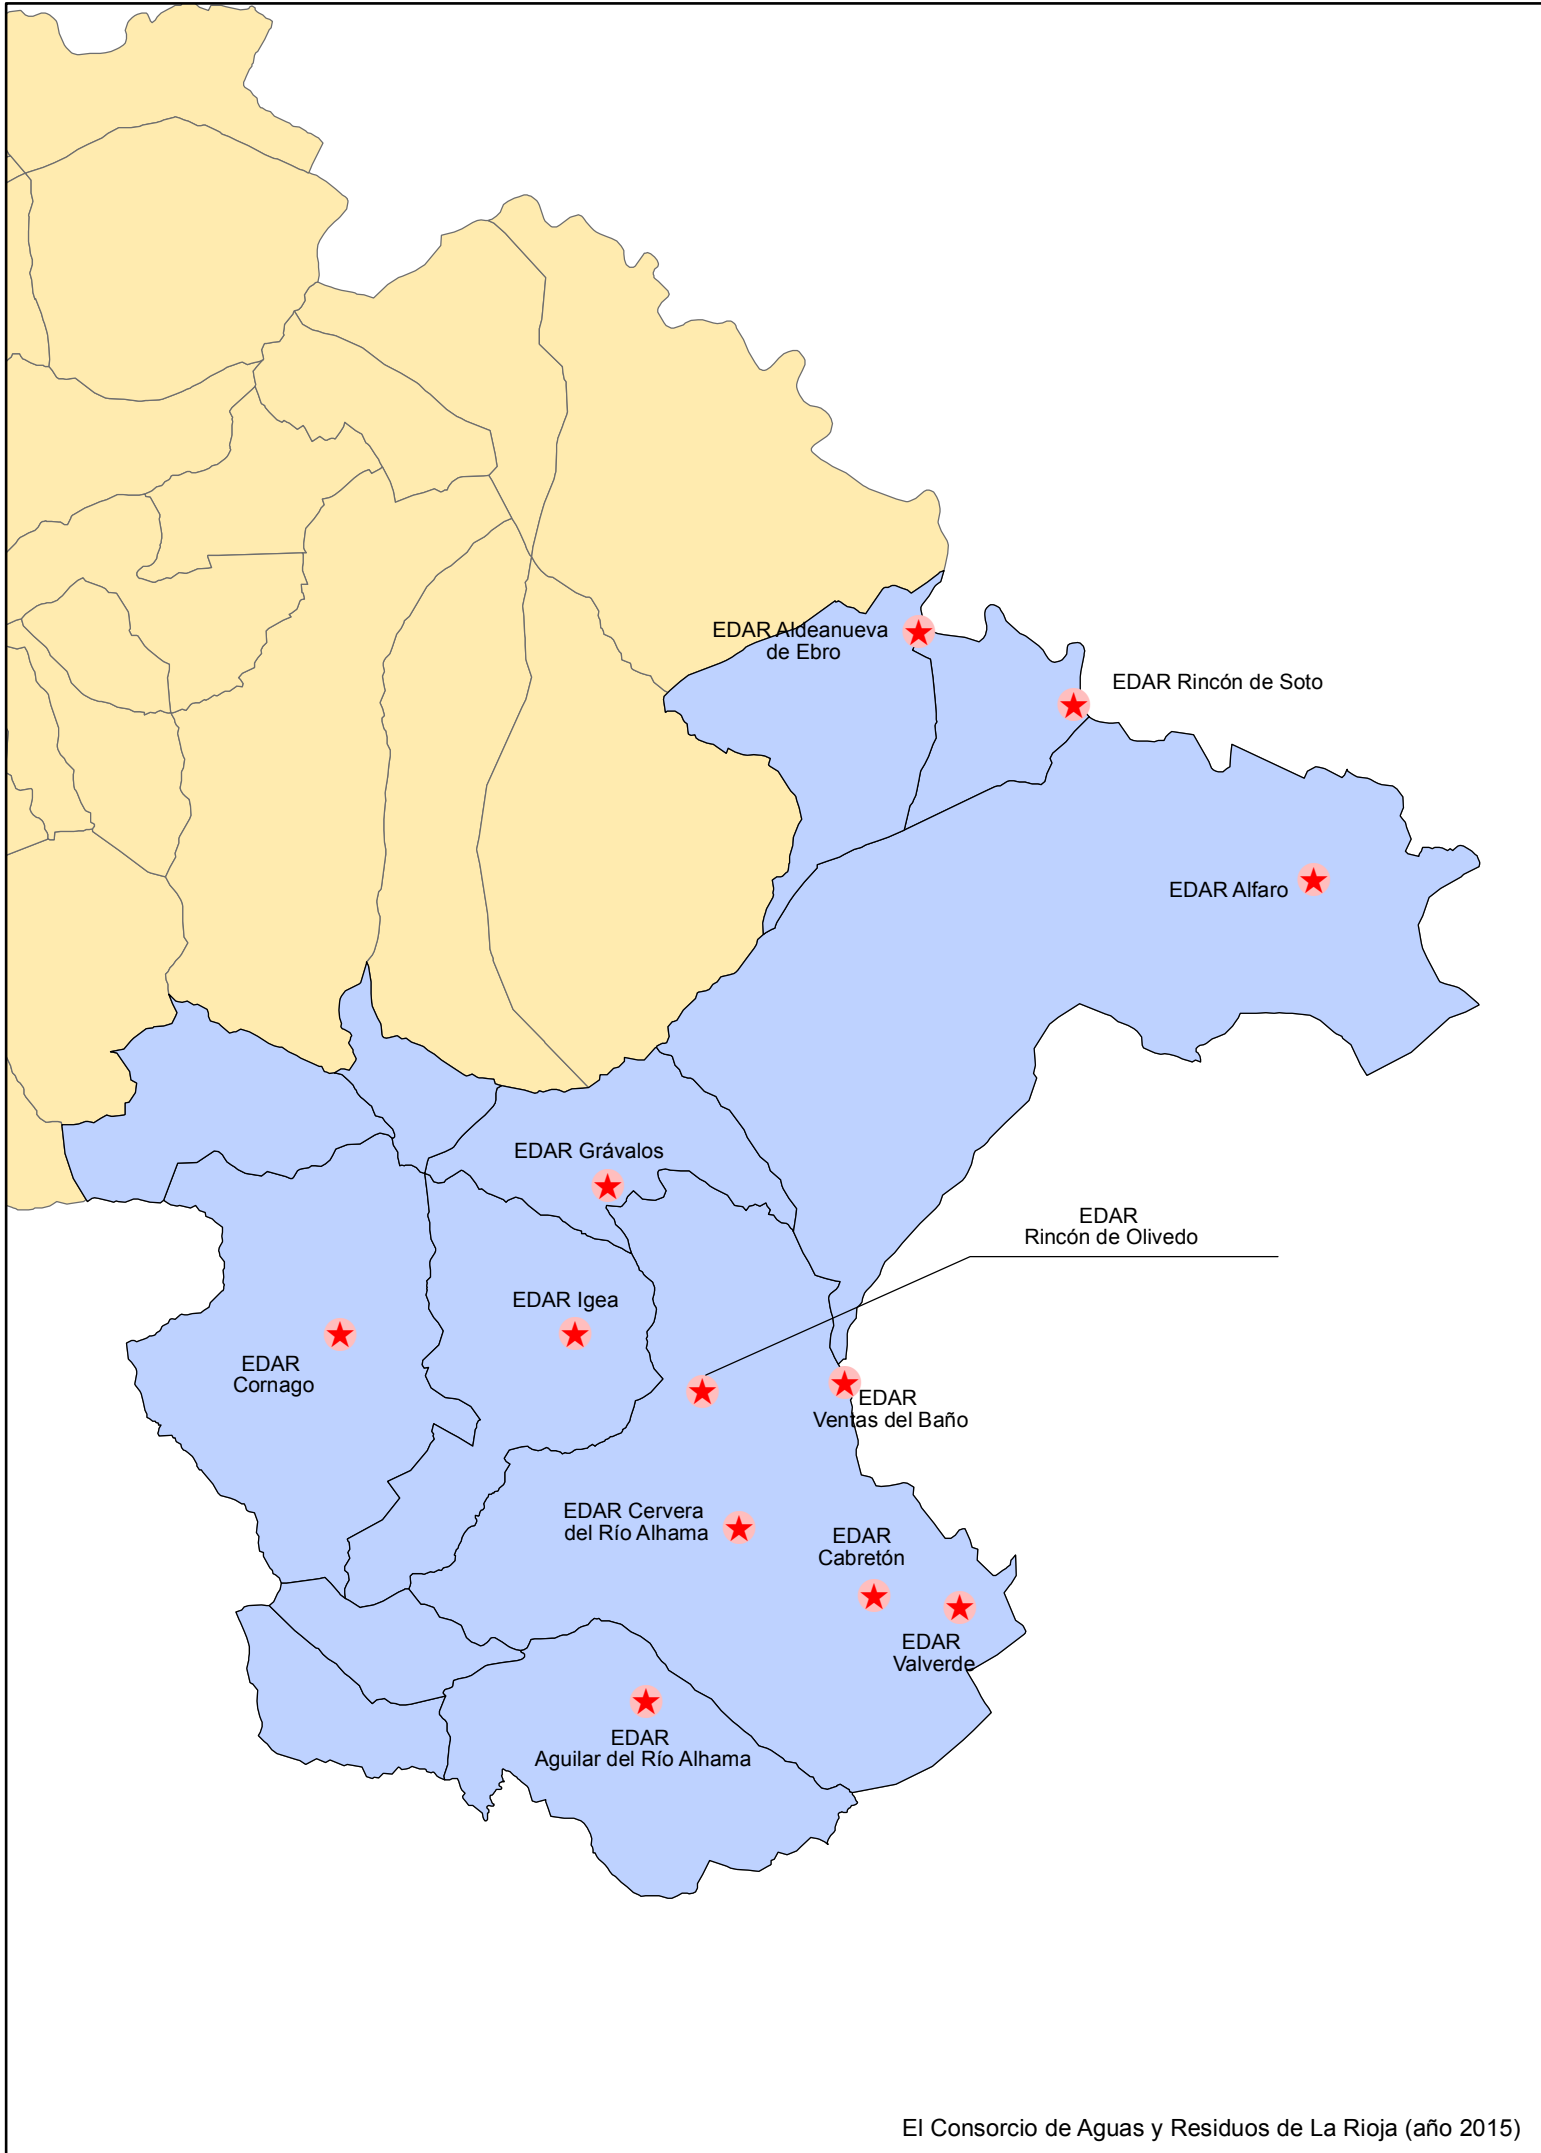 EDAR Aldeanueva
de Ebro
EDAR Rincón de Soto
EDAR Alfaro
EDAR Grávalos
EDAR
Rincón de Olivedo
EDAR Igea
EDAR
Cornago
EDAR
Ventas del Baño
EDAR Cervera
del Río Alhama
EDAR
Cabretón
EDAR
Valverde
EDAR
Aguilar del Río Alhama
El Consorcio de Aguas y Residuos de La Rioja (año 2015)